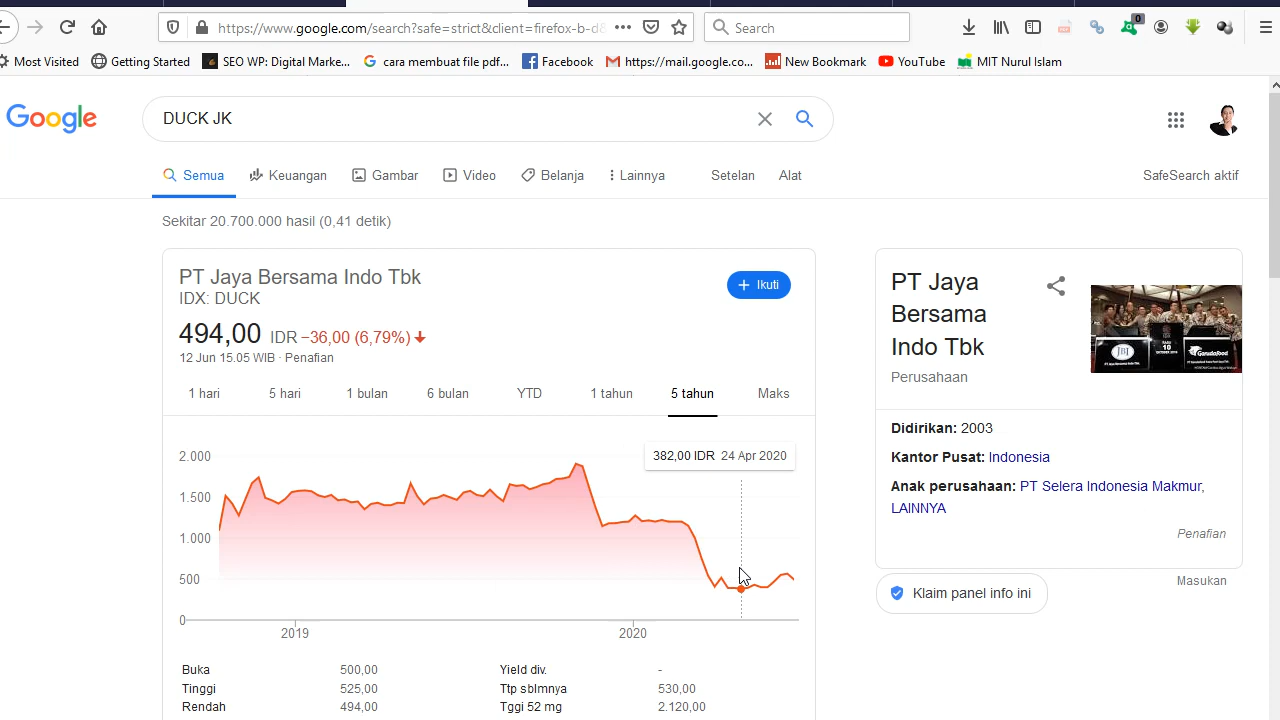 https://www.google.com/search?safe=strict&client=firefox-b-d&
Search
0
Most Visited
Getting Started
SEO WP: Digital Marke...
cara membuat file pdf...
Facebook
https://mail.google.co...
New Bookmark
YouTube
MIT Nurul Islam
Google
DUCK JK
Semua
Keuangan
Gambar
Video
Belanja
Lainnya
Setelan
Alat
SafeSearch aktif
Sekitar 20.700.000 hasil (0,41 detik)
PT Jaya Bersama Indo Tbk
IDX: DUCK
Ikuti
494,00 IDR −36,00 (6,79%)
12 Jun 15.05 WIB · Penafian
1 hari
5 hari
1 bulan
6 bulan
YTD
1 tahun
5 tahun
Maks
382,00 IDR 24 Apr 2020
2.000
1.500
1.000
500
0
2019
2020
Buka 500,00
Tinggi 525,00
Rendah 494,00
Yield div. -
Ttp sblmnya 530,00
Tggi 52 mg 2.120,00
PT Jaya
Bersama
Indo Tbk
Perusahaan
JBI
Garudafood
Didirikan: 2003
Kantor Pusat: Indonesia
Anak perusahaan: PT Selera Indonesia Makmur,
LAINNYA
Penafian
Masukan
Klaim panel info ini